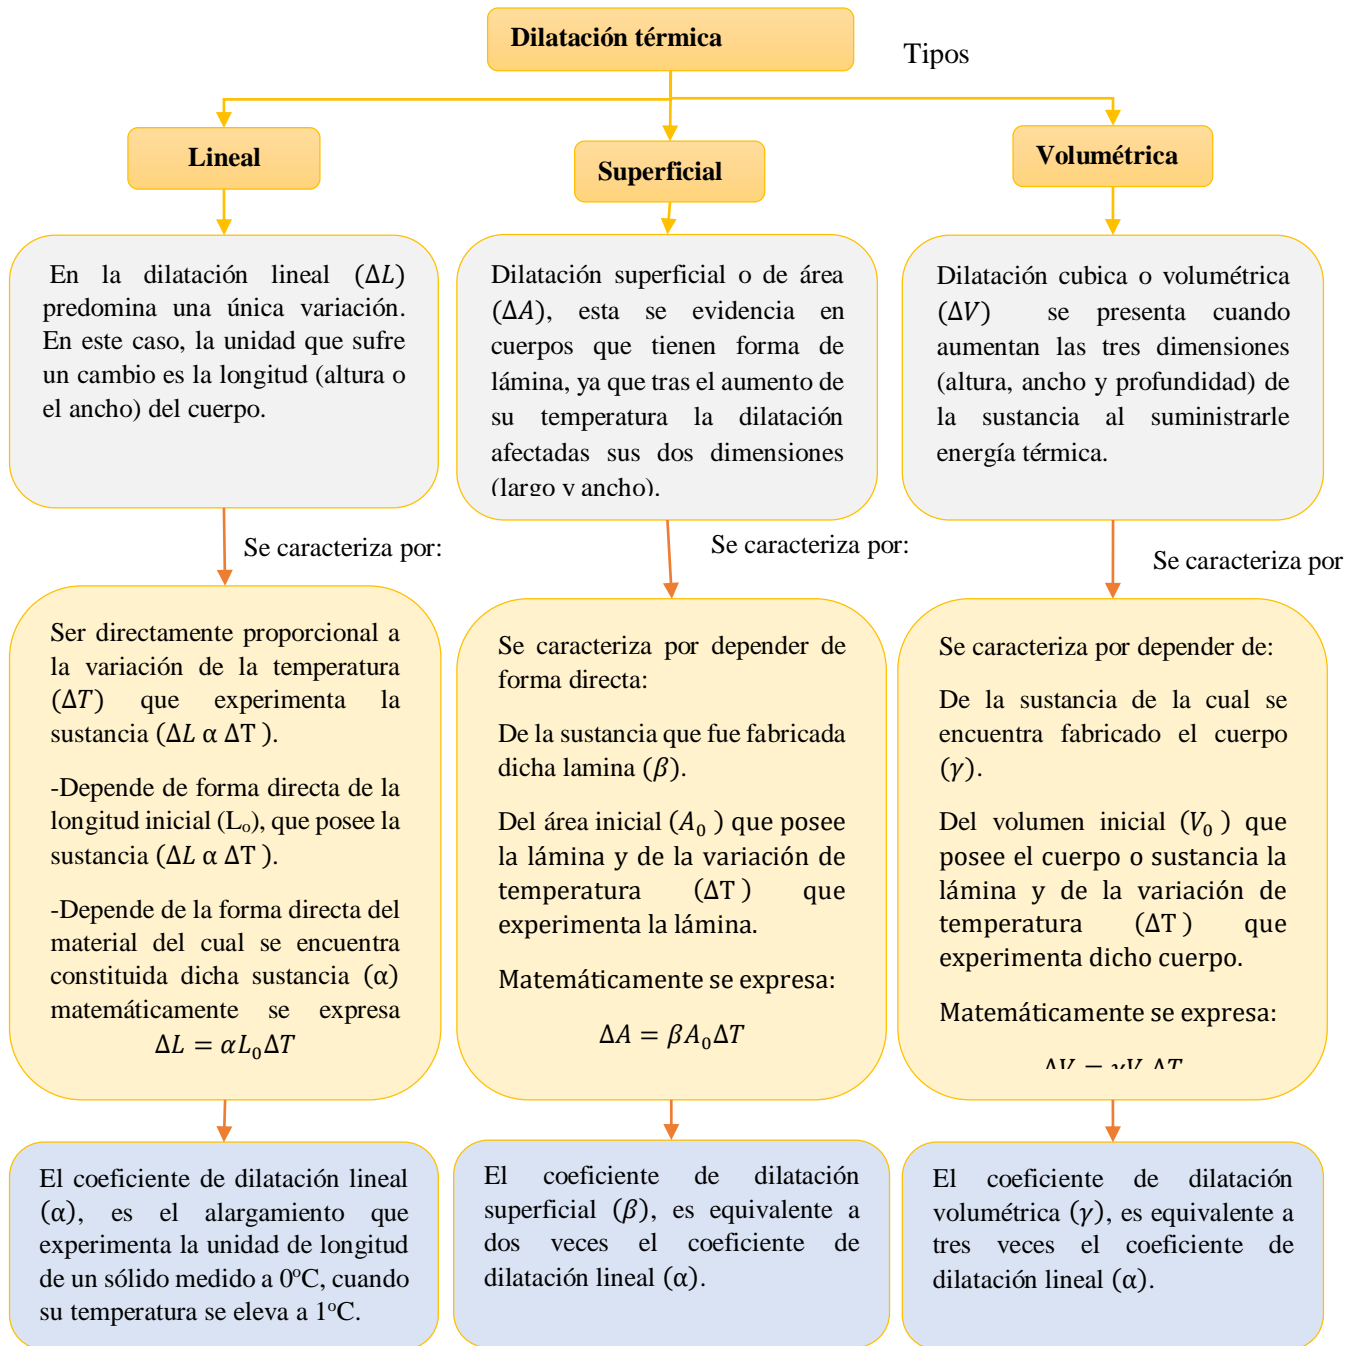 Dilatación térmica
Tipos
Lineal
Superficial
Volumétrica
En la dilatación lineal (Δ𝐿)
predomina una única variación.
En este caso, la unidad que sufre
un cambio es la longitud (altura o
el ancho) del cuerpo.
Dilatación superficial o de área
(Δ𝐴), esta se evidencia en
cuerpos que tienen forma de
lámina, ya que tras el aumento de
su temperatura la dilatación
afectadas sus dos dimensiones
(largo y ancho).
Dilatación cubica o volumétrica
(Δ𝑉) se presenta cuando
aumentan las tres dimensiones
(altura, ancho y profundidad) de
la sustancia al suministrarle
energía térmica.
Se caracteriza por:
Se caracteriza por:
Se caracteriza por
Ser directamente proporcional a
la variación de la temperatura
(Δ𝑇) que experimenta la
sustancia (Δ𝐿 α ΔT ).
-Depende de forma directa de la
longitud inicial (Lₒ), que posee la
sustancia (Δ𝐿 α ΔT ).
-Depende de la forma directa del
material del cual se encuentra
constituida dicha sustancia (α)
matemáticamente se expresa
Δ𝐿 = 𝛼𝐿₀Δ𝑇
Se caracteriza por depender de
forma directa:
De la sustancia que fue fabricada
dicha lamina (𝛽).
Del área inicial (𝐴₀ ) que posee
la lámina y de la variación de
temperatura (ΔT ) que
experimenta la lámina.
Matemáticamente se expresa:
Δ𝐴 = 𝛽𝐴₀Δ𝑇
Se caracteriza por depender de:
De la sustancia de la cual se
encuentra fabricado el cuerpo
(𝛾).
Del volumen inicial (𝑉₀ ) que
posee el cuerpo o sustancia la
lámina y de la variación de
temperatura (ΔT ) que
experimenta dicho cuerpo.
Matemáticamente se expresa:
El coeficiente de dilatación lineal
(α), es el alargamiento que
experimenta la unidad de longitud
de un sólido medido a 0ºC, cuando
su temperatura se eleva a 1ºC.
El coeficiente de dilatación
superficial (𝛽), es equivalente a
dos veces el coeficiente de
dilatación lineal (α).
El coeficiente de dilatación
volumétrica (𝛾), es equivalente a
tres veces el coeficiente de
dilatación lineal (α).